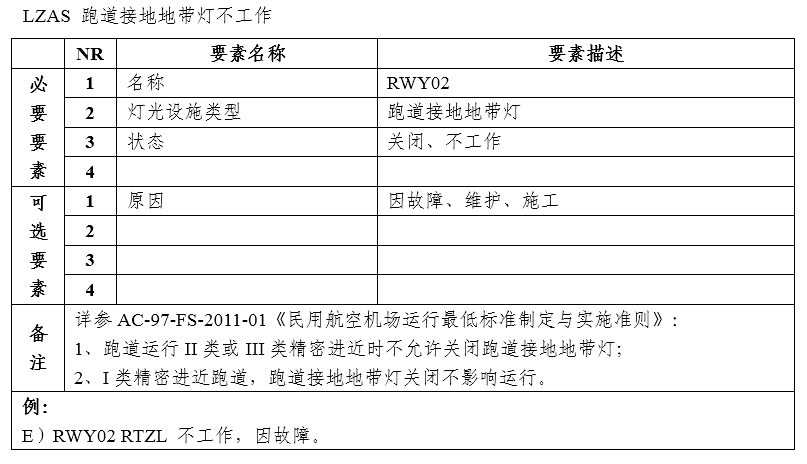 LZAS 跑道接地地带灯不工作
NR 要素名称 要素描述
必要要素
1 名称 RWY02
2 灯光设施类型 跑道接地地带灯
3 状态 关闭、不工作
4
可选要素
1 原因 因故障、维护、施工
2
3
4
备注
详参 AC-97-FS-2011-01《民用航空机场运行最低标准制定与实施准则》：
1、跑道运行 II 类或 III 类精密进近时不允许关闭跑道接地地带灯；
2、I 类精密进近跑道，跑道接地地带灯关闭不影响运行。
例：
E）RWY02 RTZL 不工作，因故障。